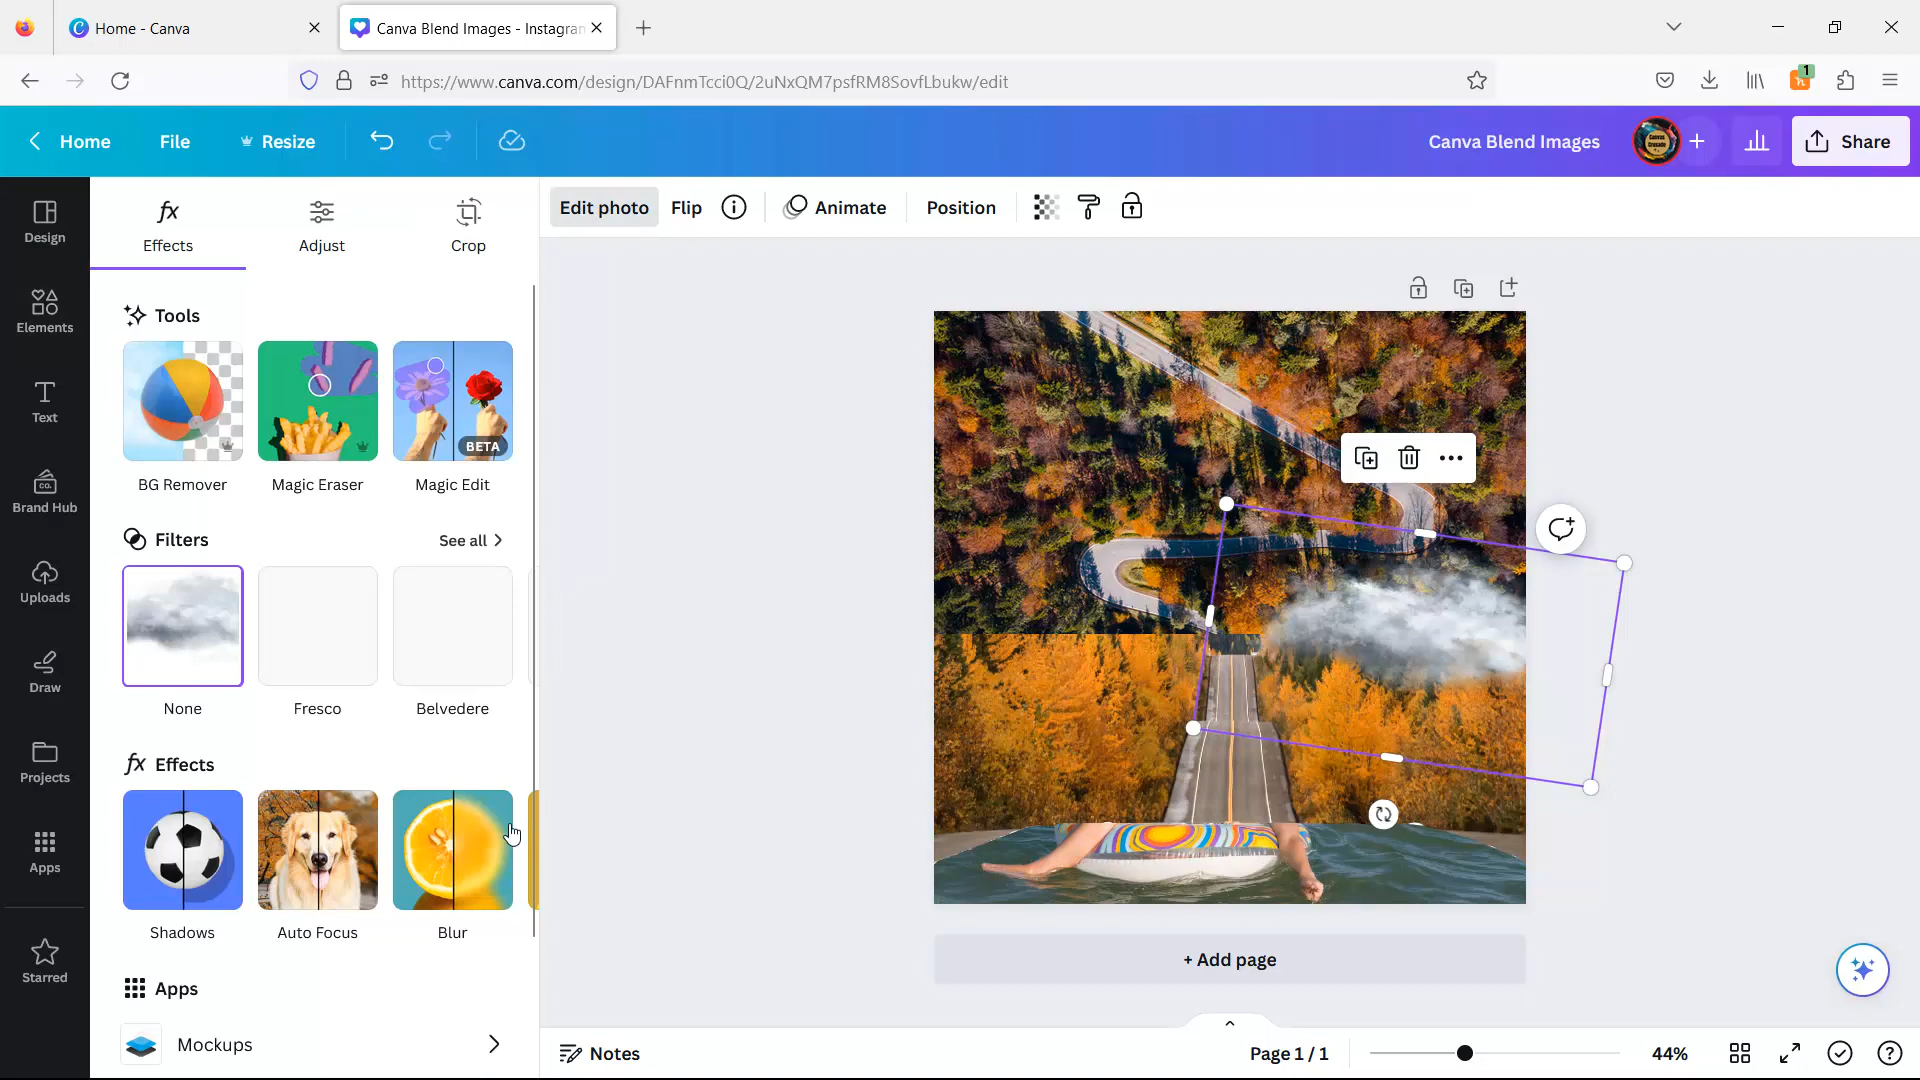 Home - Canva
Canva Blend Images - Instagran
https://www.canva.com/design/DAFnmTcci0Q/2uNxQM7psfRM8SovfLbukw/edit
1
Home
File
Resize
Canva Blend Images
Share
Design
Elements
Text
Brand Hub
CO.
Uploads
Draw
Projects
Apps
Starred
Effects
Adjust
Crop
Tools
BETA
BG Remover
Magic Eraser
Magic Edit
Filters
See all
None
Fresco
Belvedere
fx Effects
Shadows
Auto Focus
Blur
Apps
Mockups
Edit photo
Flip
Animate
Position
+ Add page
Notes
Page 1 / 1
44%